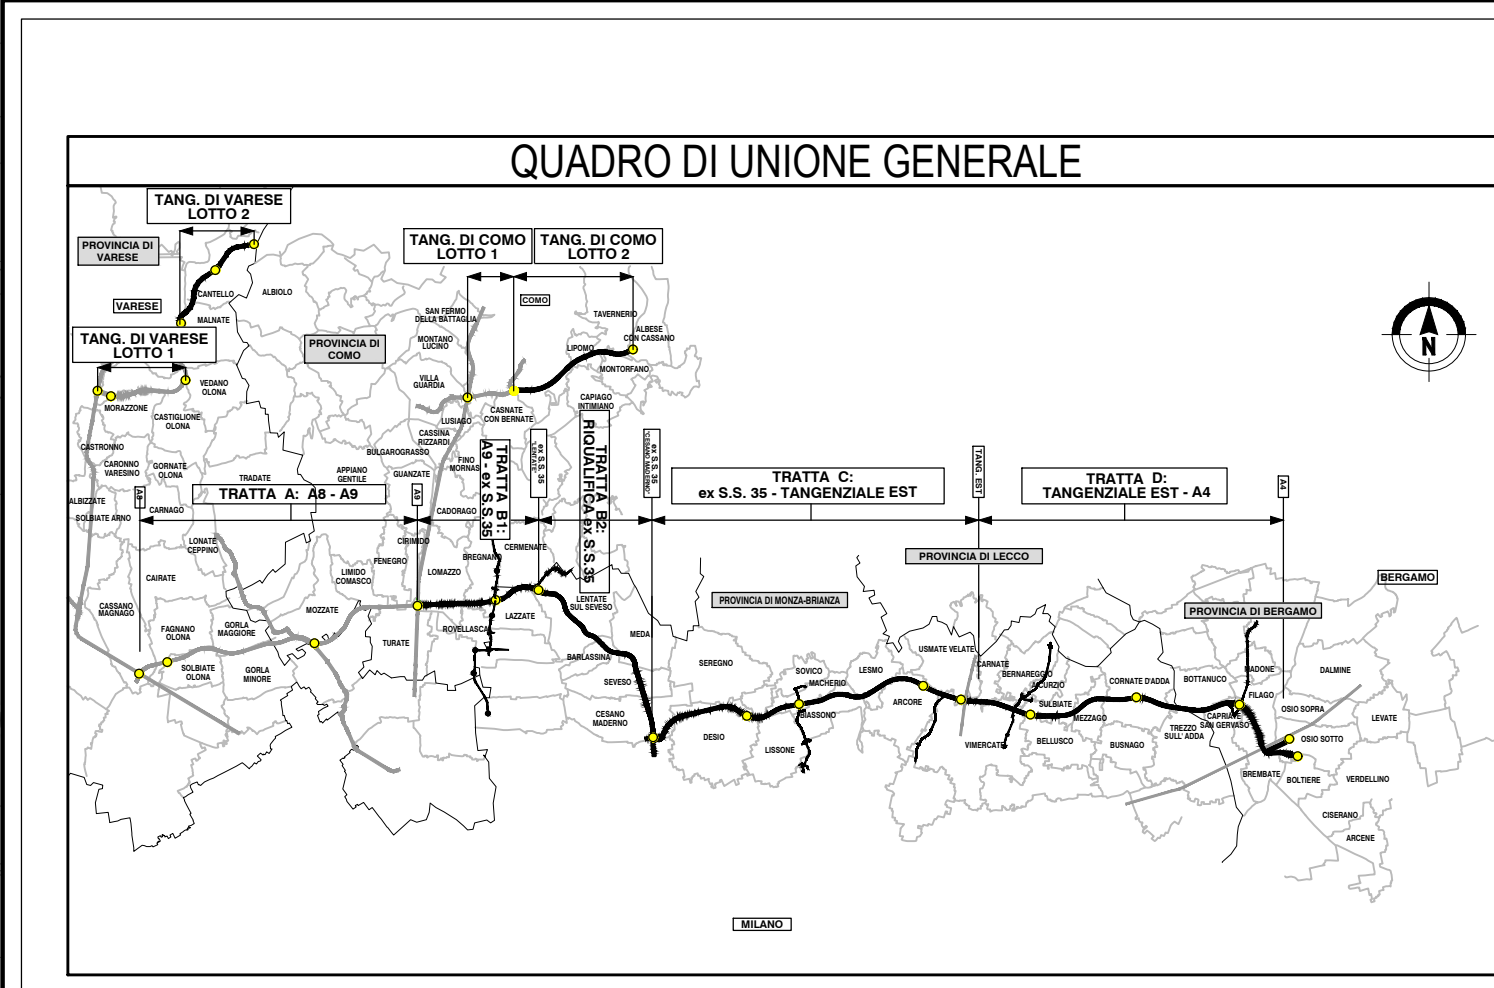 QUADRO DI UNIONE GENERALE
TANG. DI VARESE
LOTTO 2
PROVINCIA DI
VARESE
CANTELLO
ALBIOLO
VARESE
MALNATE
TANG. DI VARESE
LOTTO 1
PROVINCIA DI
COMO
VEDANO
OLONA
MORAZZONE
CASTIGLIONE
OLONA
TANG. DI COMO
LOTTO 1
TANG. DI COMO
LOTTO 2
COMO
SAN FERMO
DELLA BATTAGLIA
TAVERNERIO
ALBESE
CON CASSANO
MONTANO
LUCINO
LIPOMO
MONTORFANO
VILLA
GUARDIA
CAPIAGO
INTIMIANO
CASNATE
CON BERNATE
LUSIAGO
CASSINA
RIZZARDI
BULGAROGRASSO
CASTRONNO
CARONNO
VARESINO
GORNATE
OLONA
TRADATE
APPIANO
GENTILE
GUANZATE
FINO
MORNAS
ALBIZZATE
SOLBIATE ARNO
CARNAGO
A8
TRATTA A: A8 - A9
A9
TRATTA B1:
A9 - ex S.S.35
ex S.S. 35
"LENTATE"
TRATTA B2:
RIQUALIFICA ex S.S.35
ex S.S. 35
"CESANO MADERNO"
TRATTA C:
ex S.S. 35 - TANGENZIALE EST
TANG. EST
TRATTA D:
TANGENZIALE EST - A4
A4
CADORAGO
CIRIMIDO
CERMENATE
BREGNANO
FENEGRO
LOMAZZO
LONATE
CEPPINO
LIMIDO
COMASCO
CAIRATE
CASSANO
MAGNAGO
MOZZATE
FAGNANO
OLONA
GORLA
MAGGIORE
SOLBIATE
OLONA
GORLA
MINORE
TURATE
ROVELLASCA
LAZZATE
LENTATE
SUL SEVESO
MEDA
BARLASSINA
SEVESO
CESANO
MADERNO
PROVINCIA DI MONZA-BRIANZA
PROVINCIA DI LECCO
PROVINCIA DI BERGAMO
BERGAMO
SEREGNO
DESIO
SOVICO
MACHERIO
BIASSONO
LISSONE
LESMO
ARCORE
USMATE VELATE
CARNATE
BERNAREGGIO
AICURZIO
SULBIATE
MEZZAGO
VIMERCATE
BELLUSCO
CORNATE D'ADDA
BUSNAGO
BOTTANUCO
TREZZO
SULL' ADDA
MADONE
FILAGO
CAPRIATE
SAN GERVASO
DALMINE
OSIO SOPRA
OSIO SOTTO
LEVATE
BREMBATE
BOLTIERE
VERDELLINO
CISERANO
ARCENE
N
MILANO